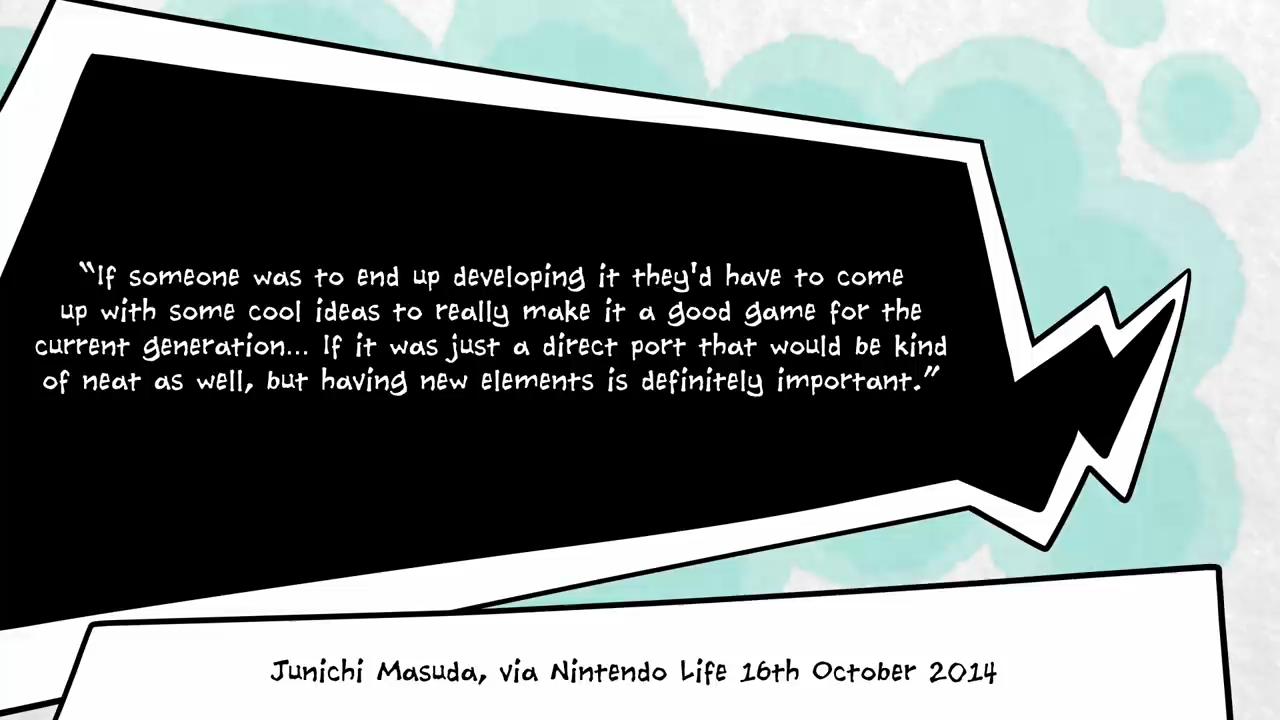 “If someone was to end up developing it they'd have to come
up with some cool ideas to really make it a good game for the
current generation... If it was just a direct port that would be kind
of neat as well, but having new elements is definitely important.”
Junichi Masuda, via Nintendo Life 16th October 2014